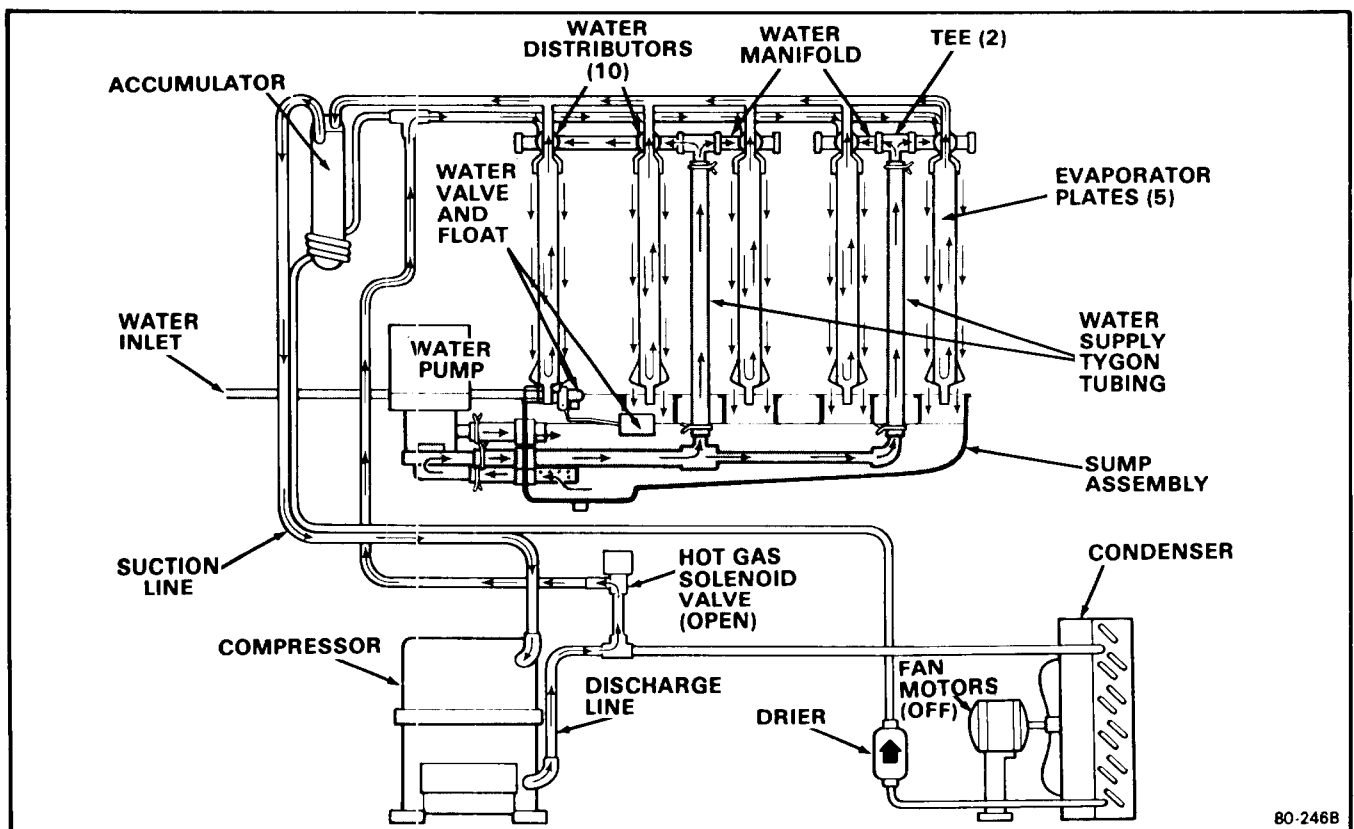 WATER
DISTRIBUTORS
(10)
WATER
MANIFOLD
TEE (2)
ACCUMULATOR
WATER
VALVE
AND
FLOAT
EVAPORATOR
PLATES (5)
WATER
INLET
WATER
PUMP
WATER
SUPPLY
TYGON
TUBING
SUMP
ASSEMBLY
SUCTION
LINE
HOT GAS
SOLENOID
VALVE
(OPEN)
CONDENSER
COMPRESSOR
DISCHARGE
LINE
DRIER
FAN
MOTORS
(OFF)
80-246B